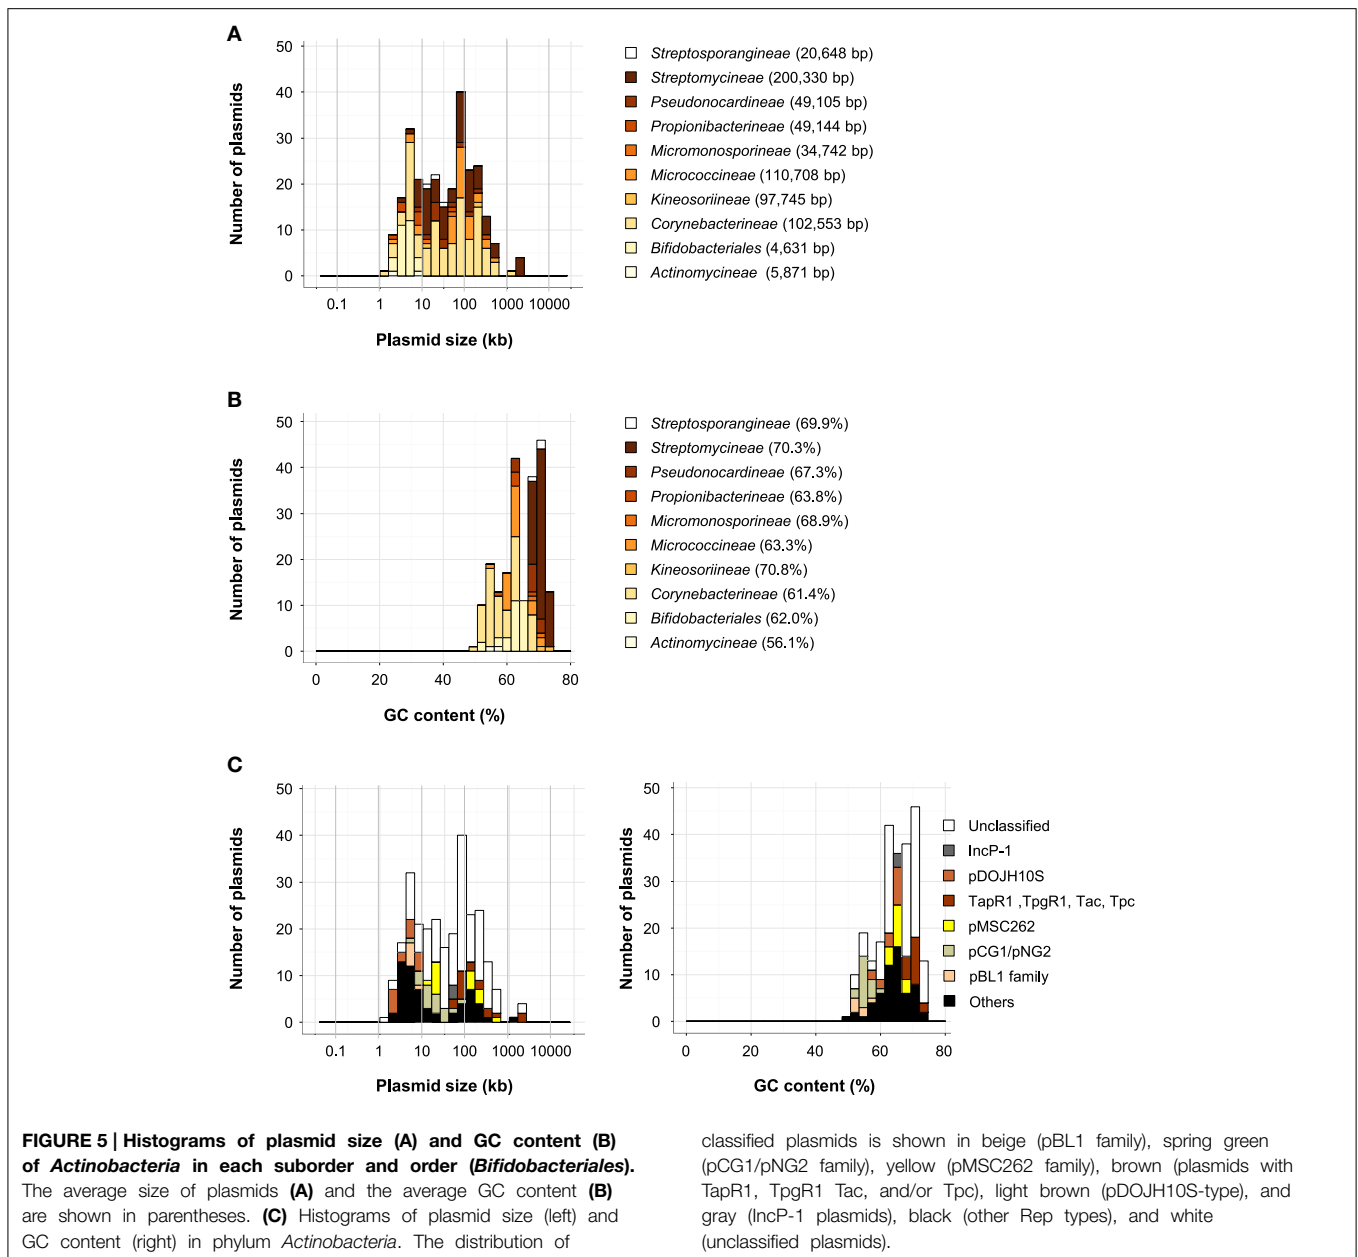 A
50
40
30
20
10
0
Number of plasmids
0.1 1 10 100 1000 10000
Plasmid size (kb)
Streptosporangineae (20,648 bp)
Streptomycineae (200,330 bp)
Pseudonocardineae (49,105 bp)
Propionibacterineae (49,144 bp)
Micromonosporineae (34,742 bp)
Micrococcineae (110,708 bp)
Kineosoriineae (97,745 bp)
Corynebacterineae (102,553 bp)
Bifidobacteriales (4,631 bp)
Actinomycineae (5,871 bp)
B
50
40
30
20
10
0
Number of plasmids
0 20 40 60 80
GC content (%)
Streptosporangineae (69.9%)
Streptomycineae (70.3%)
Pseudonocardineae (67.3%)
Propionibacterineae (63.8%)
Micromonosporineae (68.9%)
Micrococcineae (63.3%)
Kineosoriineae (70.8%)
Corynebacterineae (61.4%)
Bifidobacteriales (62.0%)
Actinomycineae (56.1%)
C
50
40
30
20
10
0
Number of plasmids
0.1 1 10 100 1000 10000
Plasmid size (kb)
50
40
30
20
10
0
Number of plasmids
0 20 40 60 80
GC content (%)
Unclassified
IncP-1
pDOJH10S
TapR1 ,TpgR1, Tac, Tpc
pMSC262
pCG1/pNG2
pBL1 family
Others
FIGURE 5 | Histograms of plasmid size (A) and GC content (B)
of Actinobacteria in each suborder and order (Bifidobacteriales).
The average size of plasmids (A) and the average GC content (B)
are shown in parentheses. (C) Histograms of plasmid size (left) and
GC content (right) in phylum Actinobacteria. The distribution of
classified plasmids is shown in beige (pBL1 family), spring green
(pCG1/pNG2 family), yellow (pMSC262 family), brown (plasmids with
TapR1, TpgR1 Tac, and/or Tpc), light brown (pDOJH10S-type), and
gray (IncP-1 plasmids), black (other Rep types), and white
(unclassified plasmids).